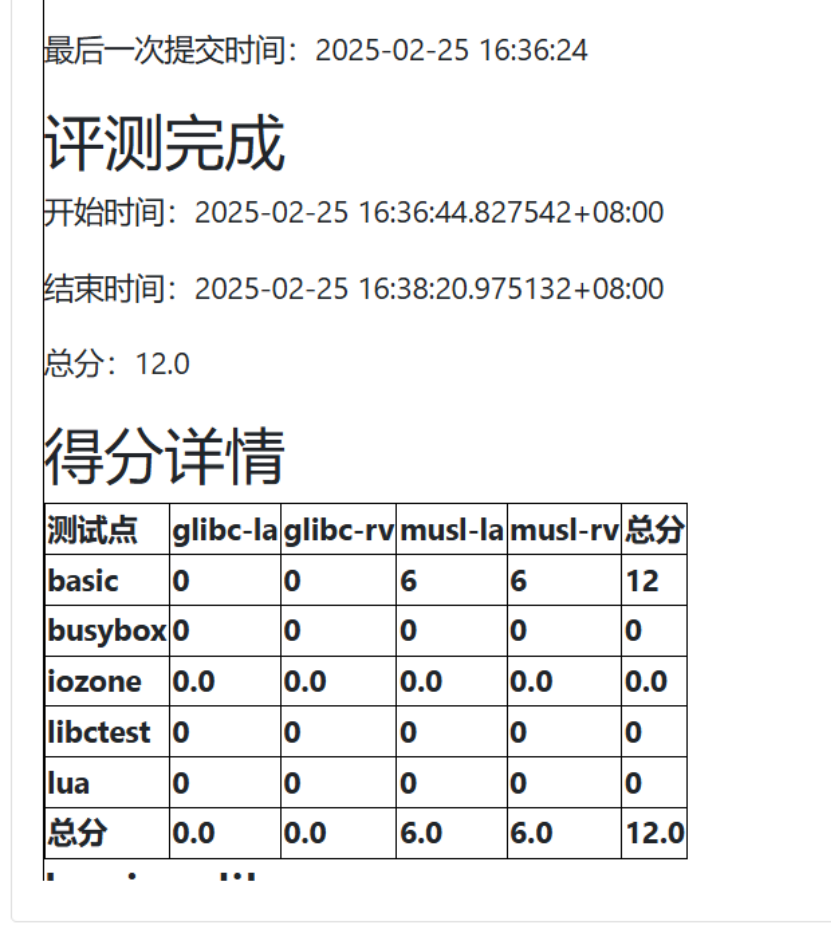 最后一次提交时间：2025-02-25 16:36:24
评测完成
开始时间：2025-02-25 16:36:44.827542+08:00
结束时间：2025-02-25 16:38:20.975132+08:00
总分：12.0
得分详情
测试点 glibc-la glibc-rv musl-la musl-rv 总分
basic 0 0 6 6 12
busybox 0 0 0 0 0
iozone 0.0 0.0 0.0 0.0 0.0
libctest 0 0 0 0 0
lua 0 0 0 0 0
总分 0.0 0.0 6.0 6.0 12.0